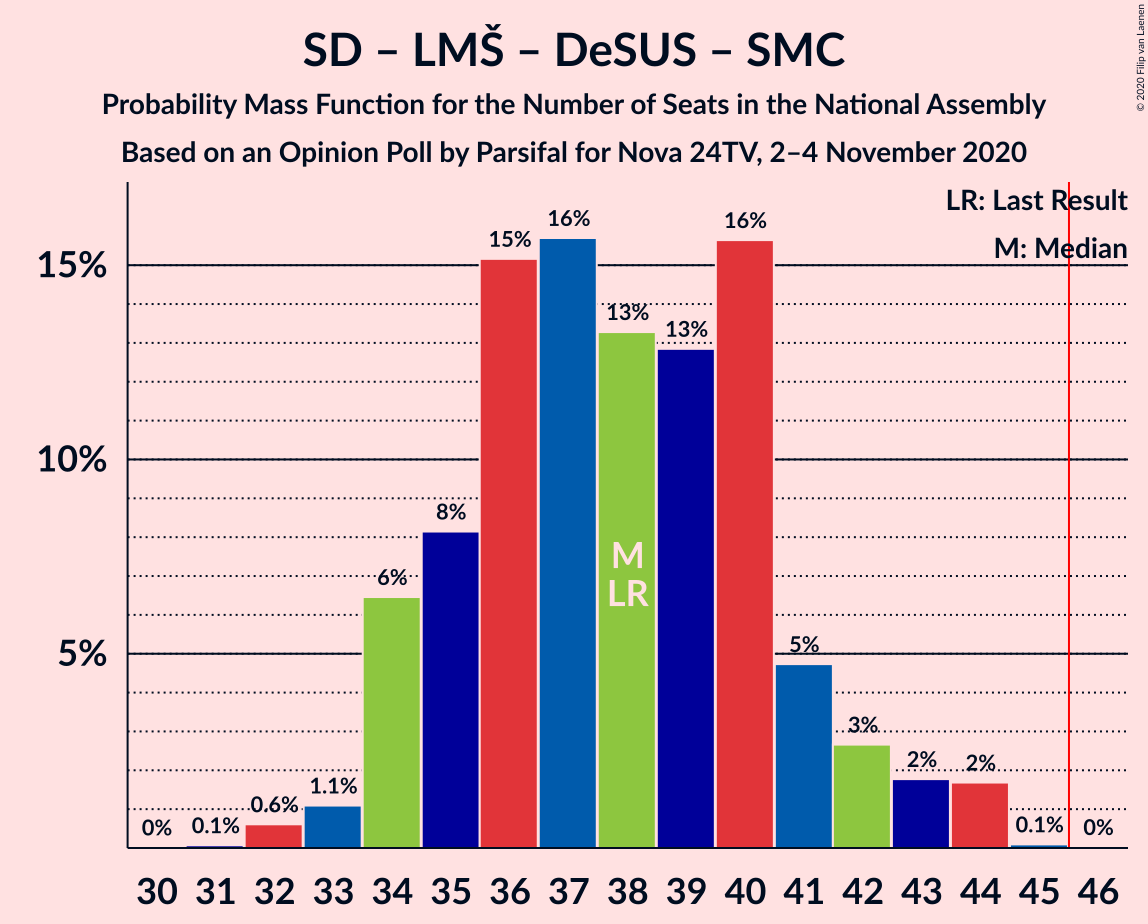 SD – LMŠ – DeSUS – SMC
Probability Mass Function for the Number of Seats in the National Assembly
Based on an Opinion Poll by Parsifal for Nova 24TV, 2–4 November 2020
© 2020 Filip van Laenen
LR: Last Result
M: Median
15%
10%
5%
0%
0.1%
0.6%
1.1%
6%
8%
15%
16%
13%
13%
16%
5%
3%
2%
2%
0.1%
0%
M
LR
30 31 32 33 34 35 36 37 38 39 40 41 42 43 44 45 46